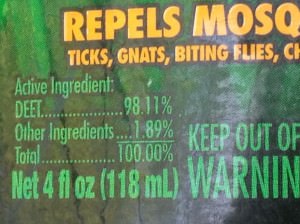 REPELS MOSQ
TICKS, GNATS, BITING FLIES, CH
Active Ingredient:
DEET..................98.11%
Other Ingredients....1.89%
Total..................100.00%
Net 4 fl oz (118 mL)
KEEP OUT OF
WARNIN